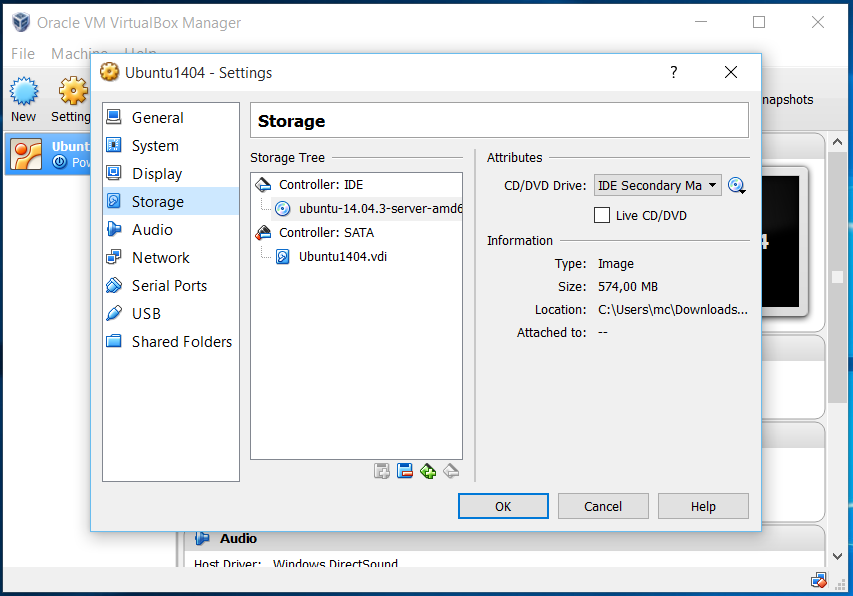 Oracle VM VirtualBox Manager
File Machine Help
New
Setting
napshots
Ubunt
Pow
Ubuntu1404 - Settings
?
General
System
Display
Storage
Audio
Network
Serial Ports
USB
Shared Folders
Storage
Storage Tree
Controller: IDE
ubuntu-14.04.3-server-amd6
Controller: SATA
Ubuntu1404.vdi
Attributes
CD/DVD Drive: IDE Secondary Ma
Live CD/DVD
Information
Type: Image
Size: 574,00 MB
Location: C:\Users\mc\Downloads...
Attached to: --
4
OK Cancel Help
Audio
Host Driver: Windows DirectSound